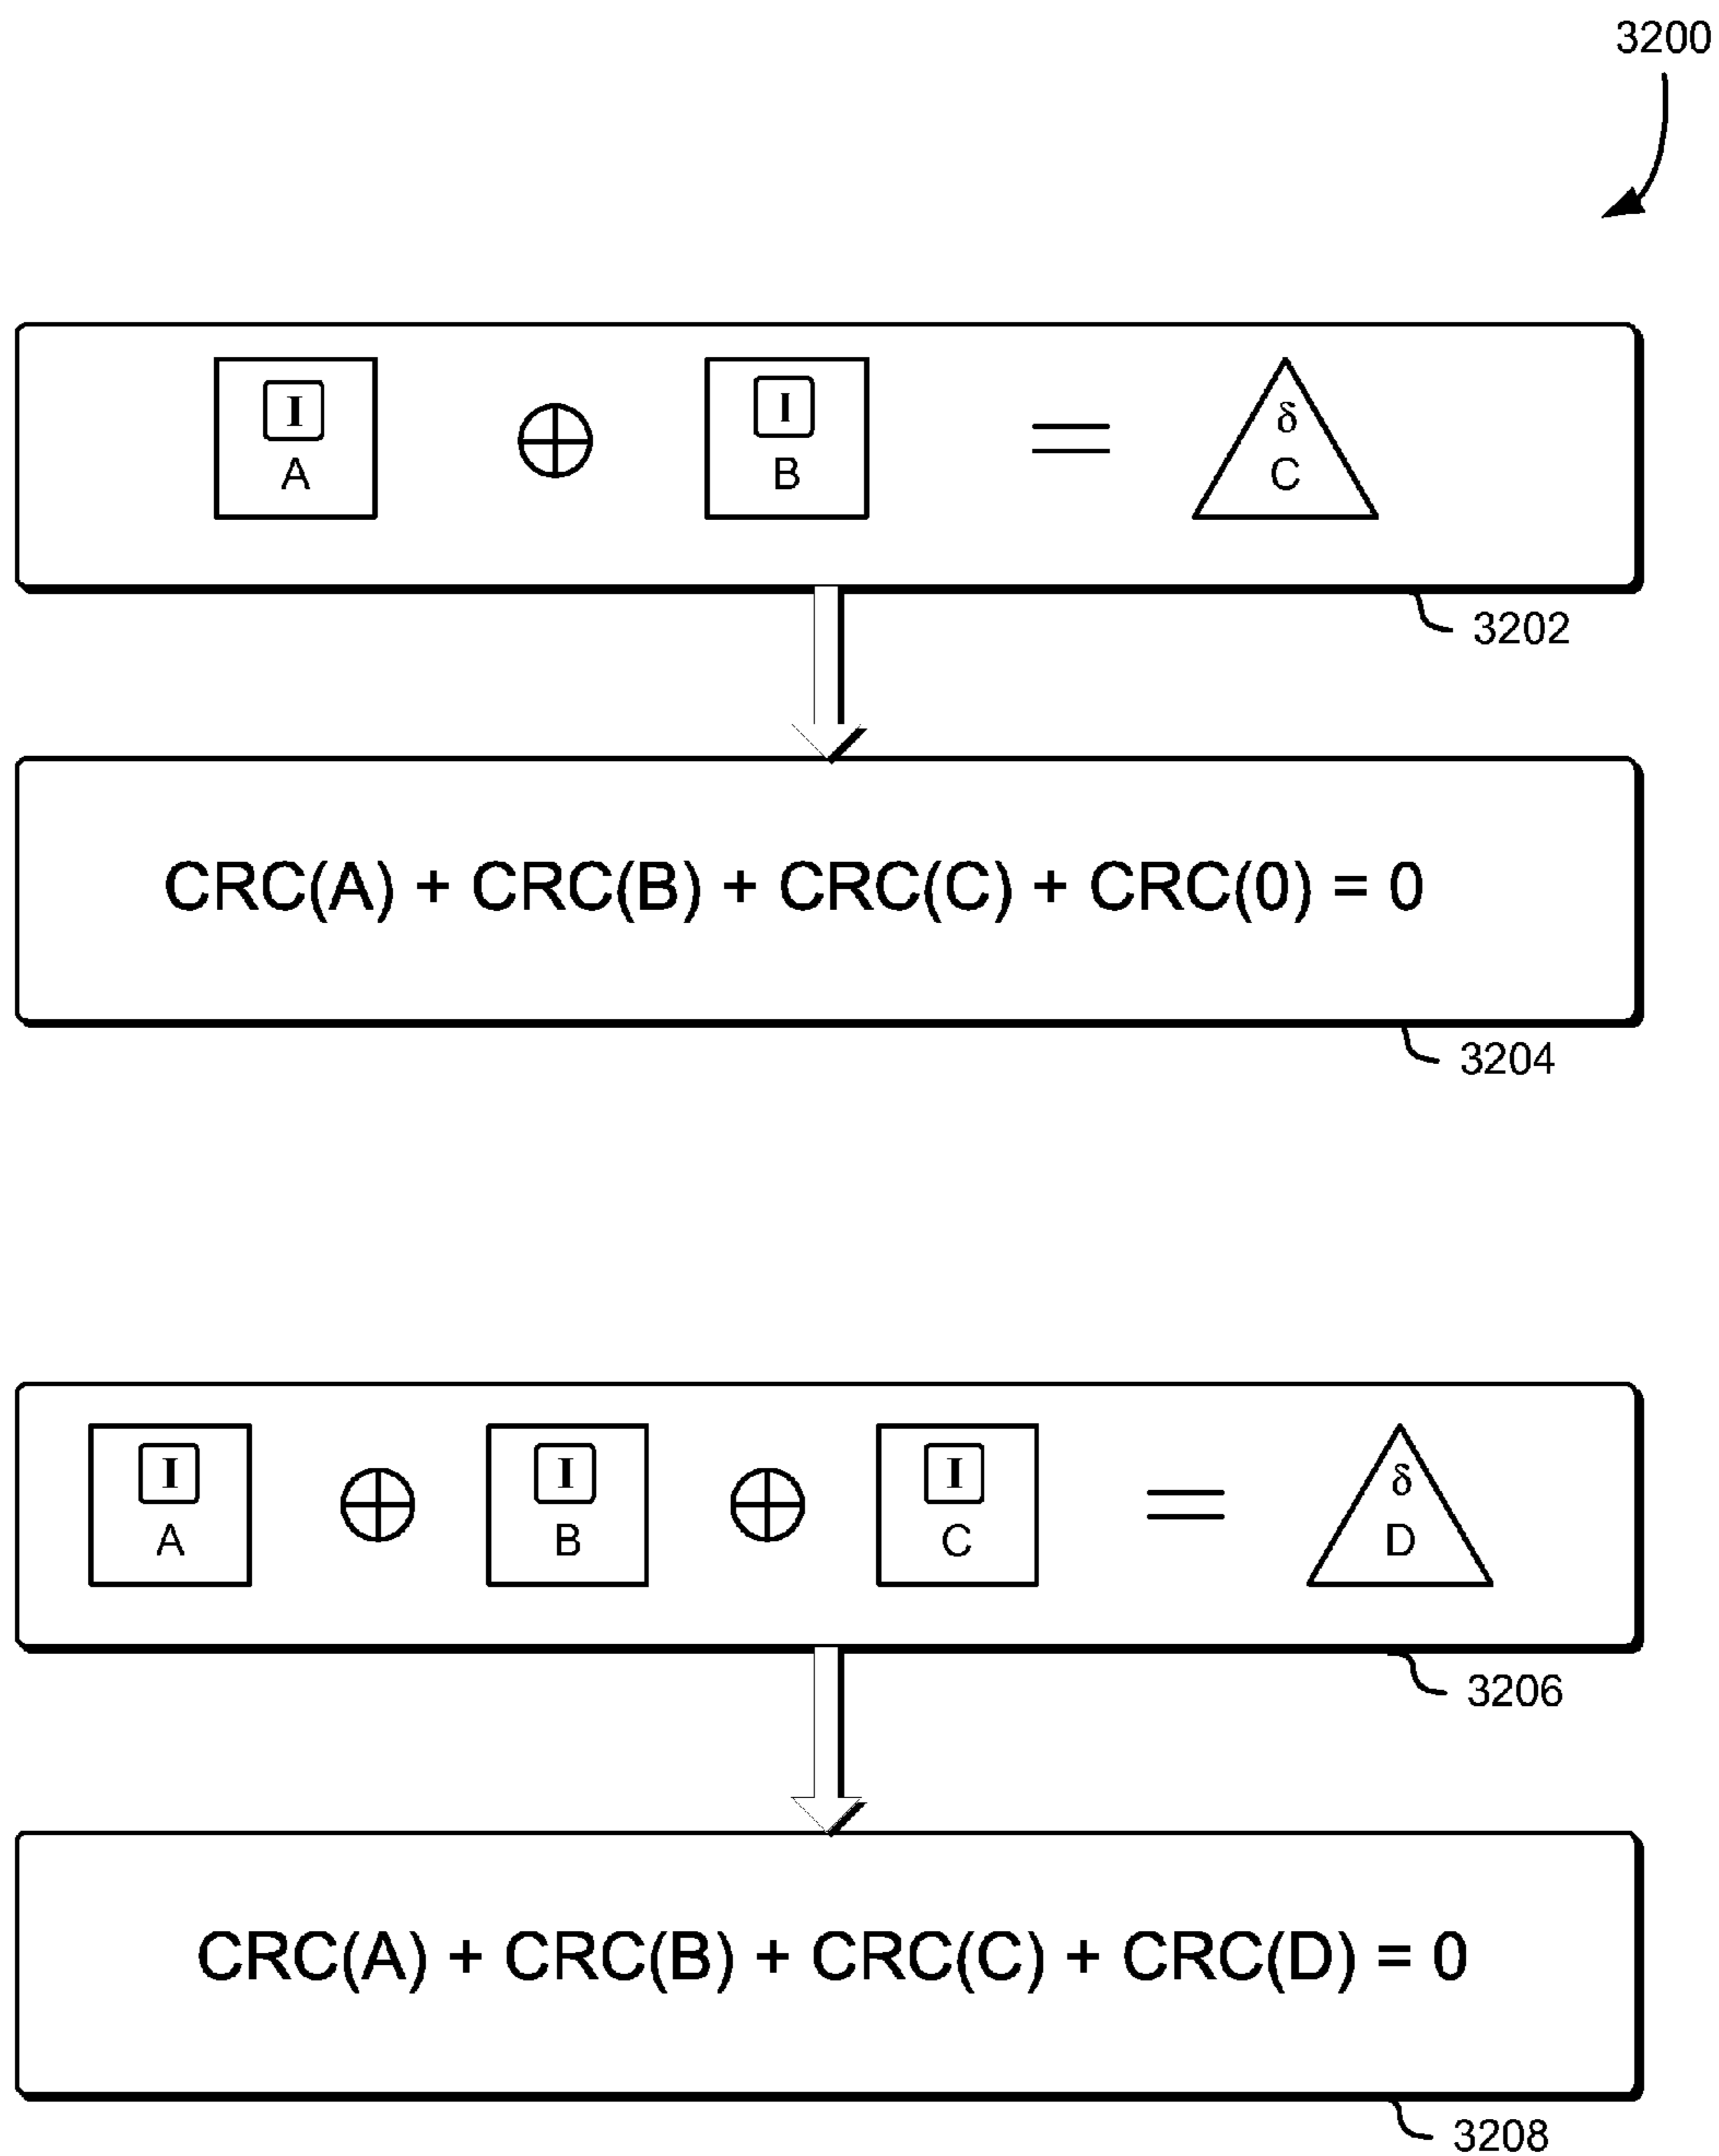 3200
I I δ
A ⊕ B = C
3202
CRC(A) + CRC(B) + CRC(C) + CRC(0) = 0
3204
I I I δ
A ⊕ B ⊕ C = D
3206
CRC(A) + CRC(B) + CRC(C) + CRC(D) = 0
3208